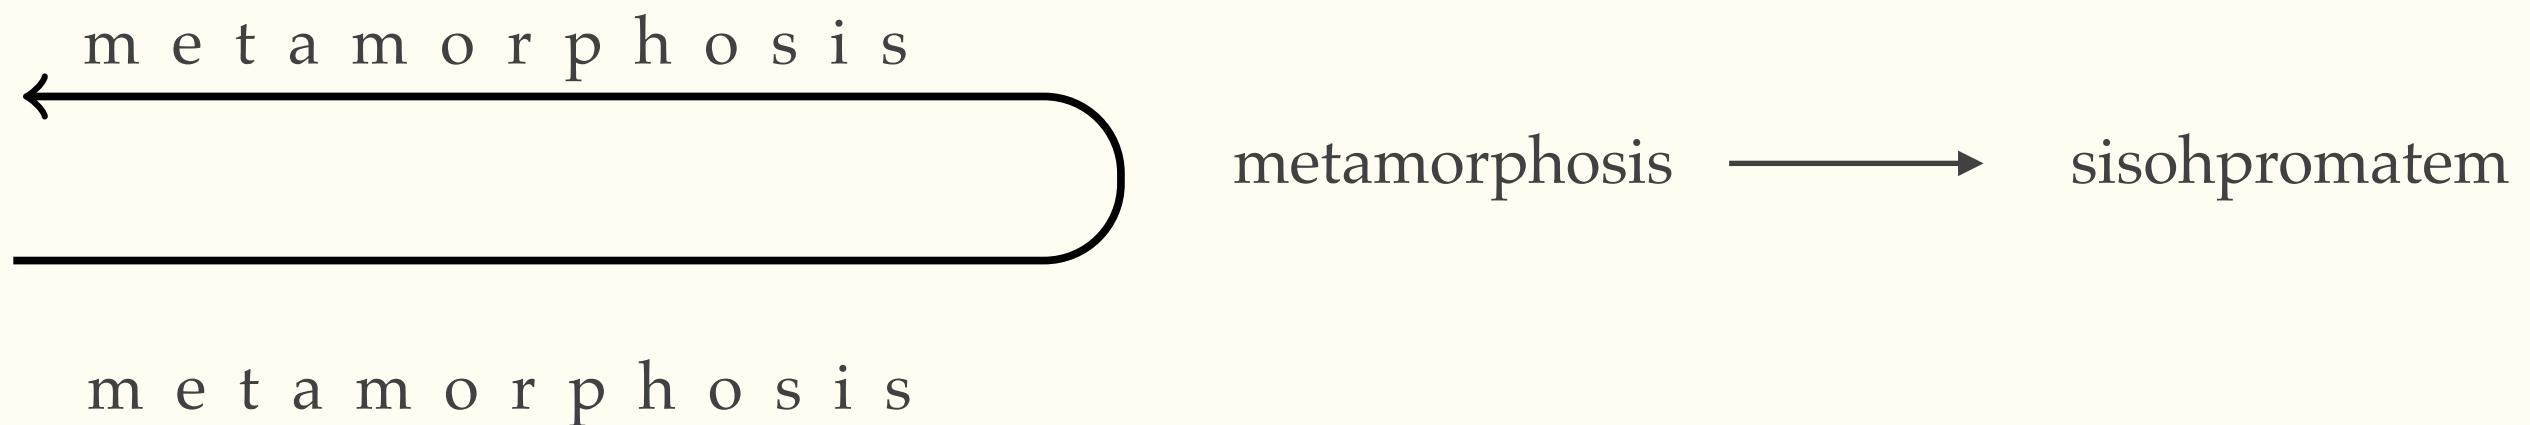 m e t a m o r p h o s i s
metamorphosis sisohpromatem
m e t a m o r p h o s i s